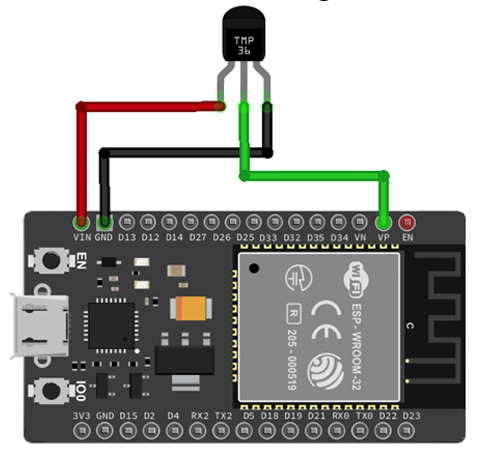 TMP
36
VIN GND D13 D12 D14 D27 D26 D25 D33 D32 D35 D34 VN VP EN
EN
WiFi
ESP-WROOM-32
CE
R
205-000519
C
IO0
3V3 GND D15 D2 D4 RX2 TX2 D5 D18 D19 D21 RX0 TX0 D22 D23